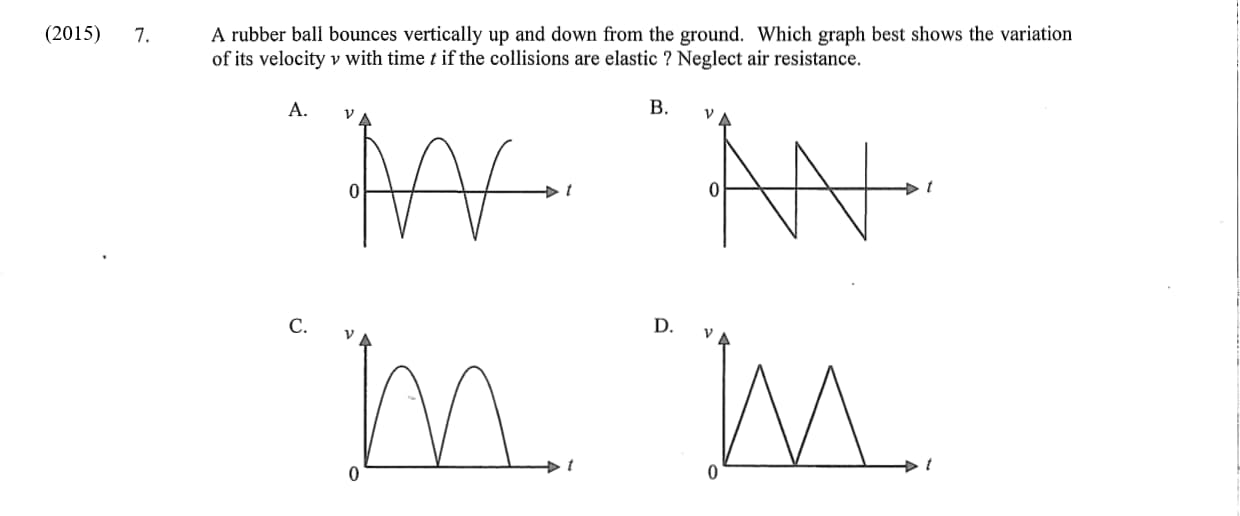 (2015) 7. A rubber ball bounces vertically up and down from the ground. Which graph best shows the variation
of its velocity v with time t if the collisions are elastic ? Neglect air resistance.
A. v 0 t
B. v 0 t
C. v 0 t
D. v 0 t